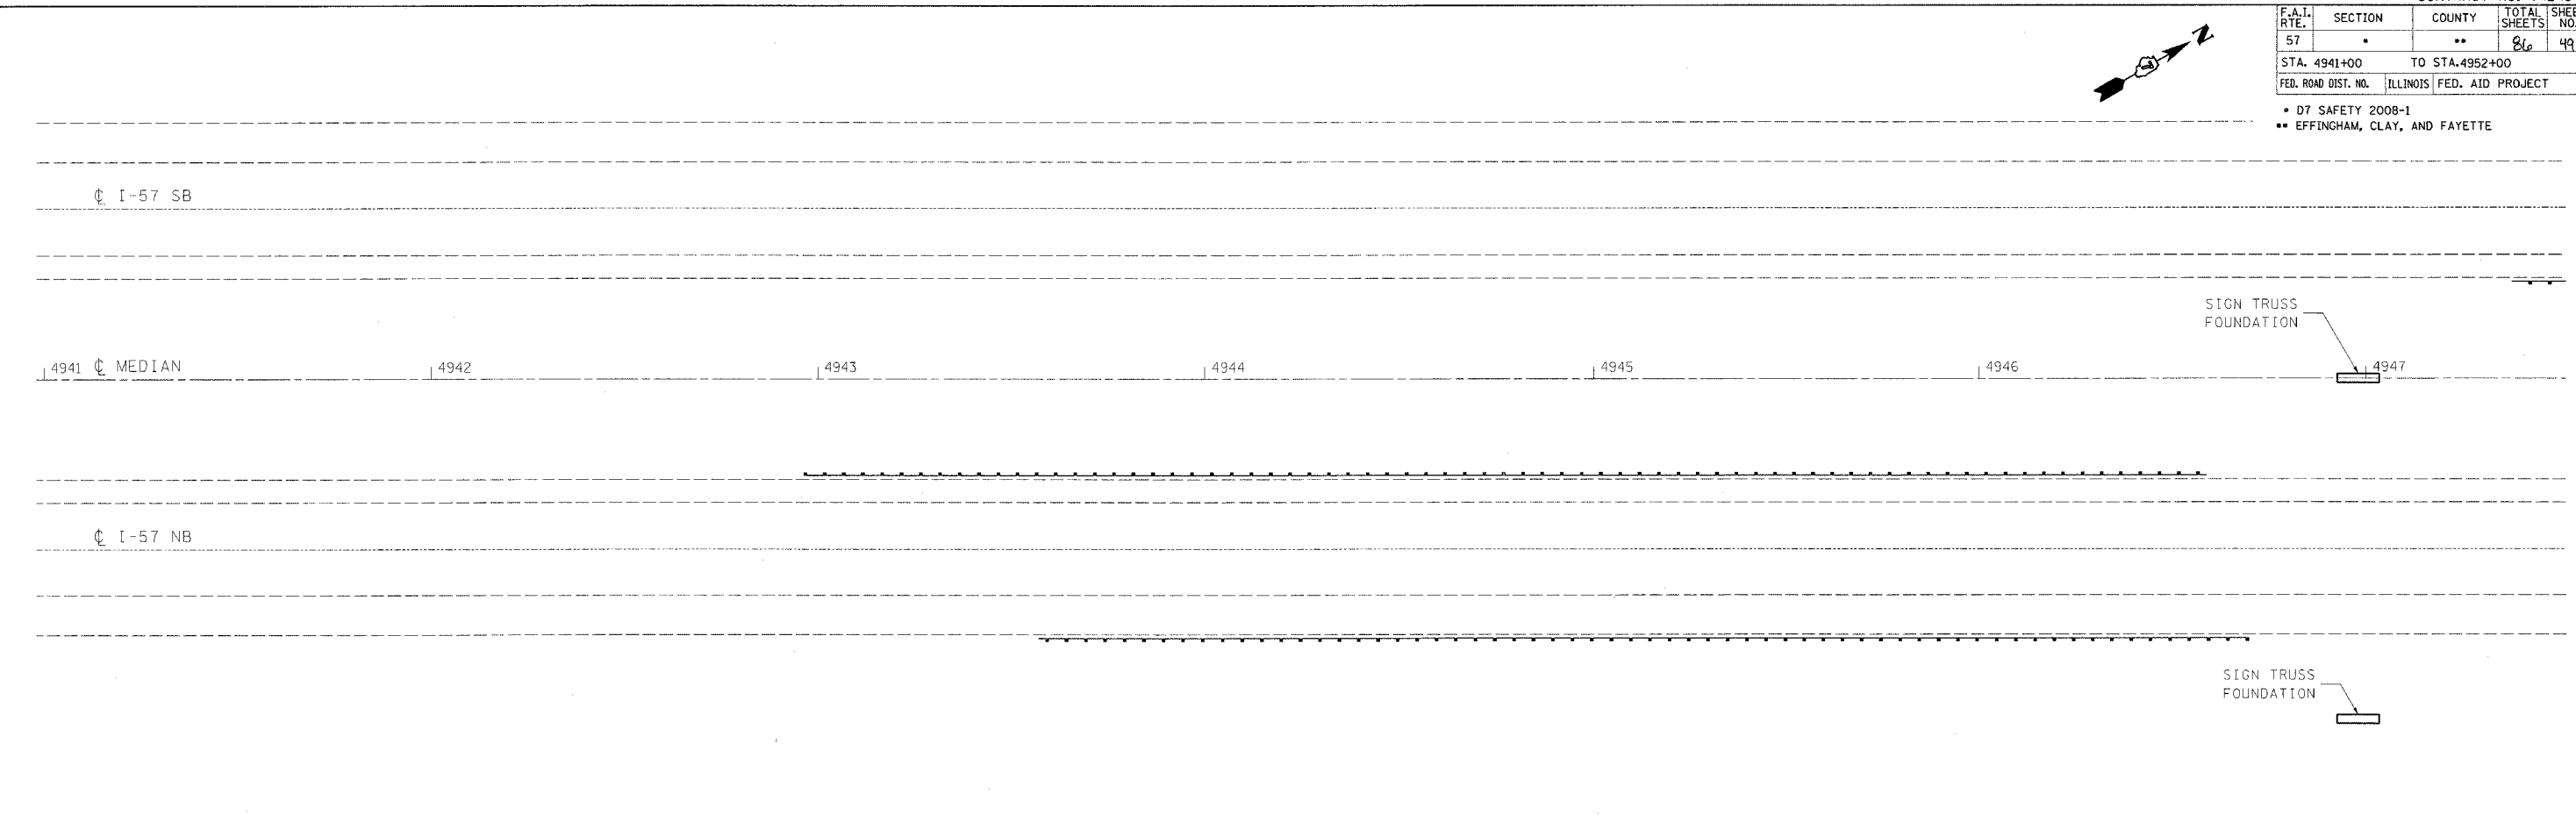 F.A.I. RTE. SECTION COUNTY TOTAL SHEETS
57 • •• 86 49
STA. 4941+00 TO STA.4952+00
FED. ROAD DIST. NO. ILLINOIS FED. AID PROJECT
• D7 SAFETY 2008-1
•• EFFINGHAM, CLAY, AND FAYETTE
N
℄ I-57 SB
SIGN TRUSS
FOUNDATION
4941 ℄ MEDIAN 4942 4943 4944 4945 4946 4947
℄ I-57 NB
SIGN TRUSS
FOUNDATION